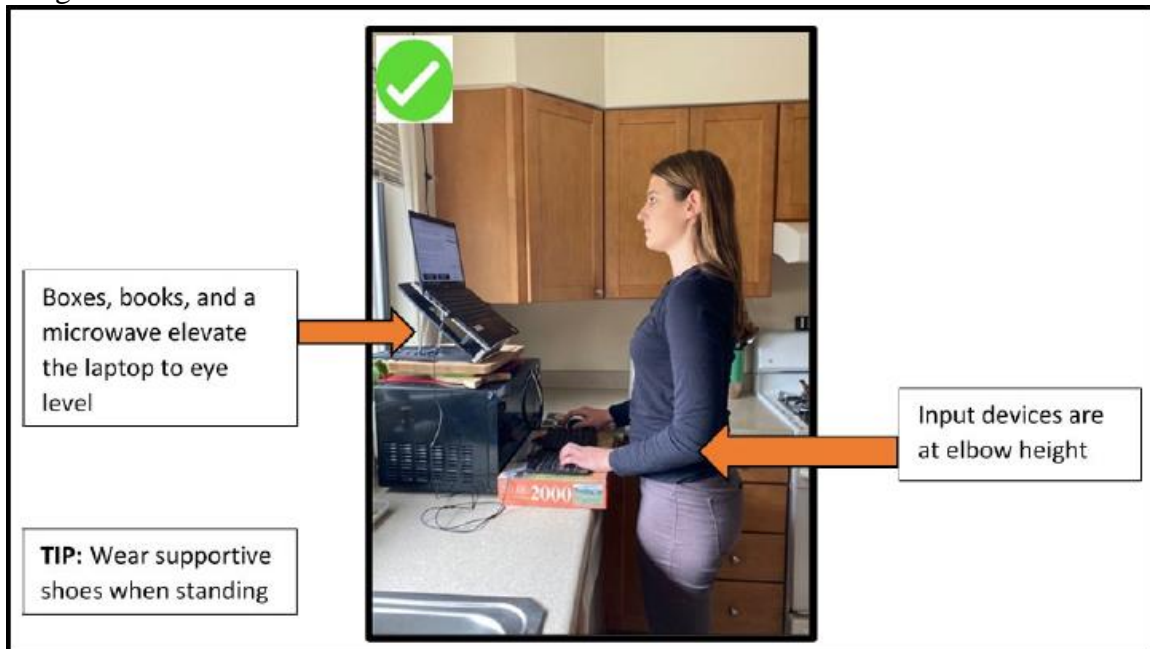 Boxes, books, and a
microwave elevate
the laptop to eye
level
Input devices are
at elbow height
2000
TIP: Wear supportive
shoes when standing